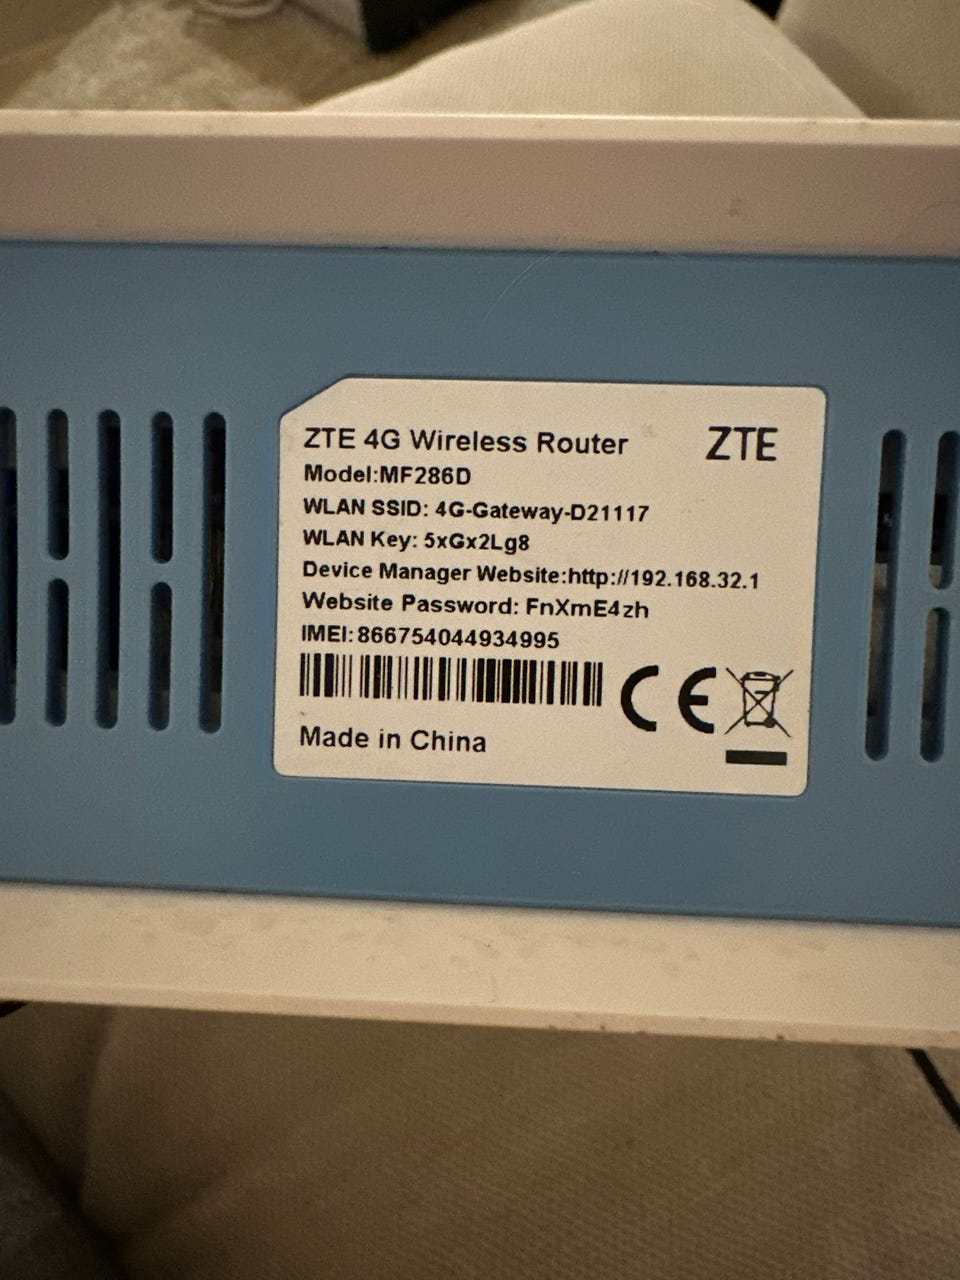 ZTE 4G Wireless Router
ZTE
Model:MF286D
WLAN SSID: 4G-Gateway-D21117
WLAN Key: 5xGx2Lg8
Device Manager Website:http://192.168.32.1
Website Password: FnXmE4zh
IMEI:866754044934995
CE
Made in China